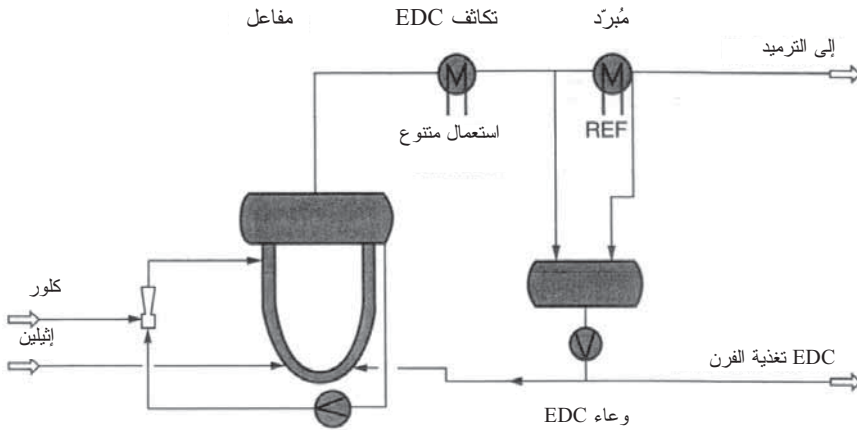 مفاعل
تكاثف EDC
مُبرّد
إلى الترميد
استعمال متنوع
REF
كلور
إثيلين
EDC تغذية الفرن
وعاء EDC